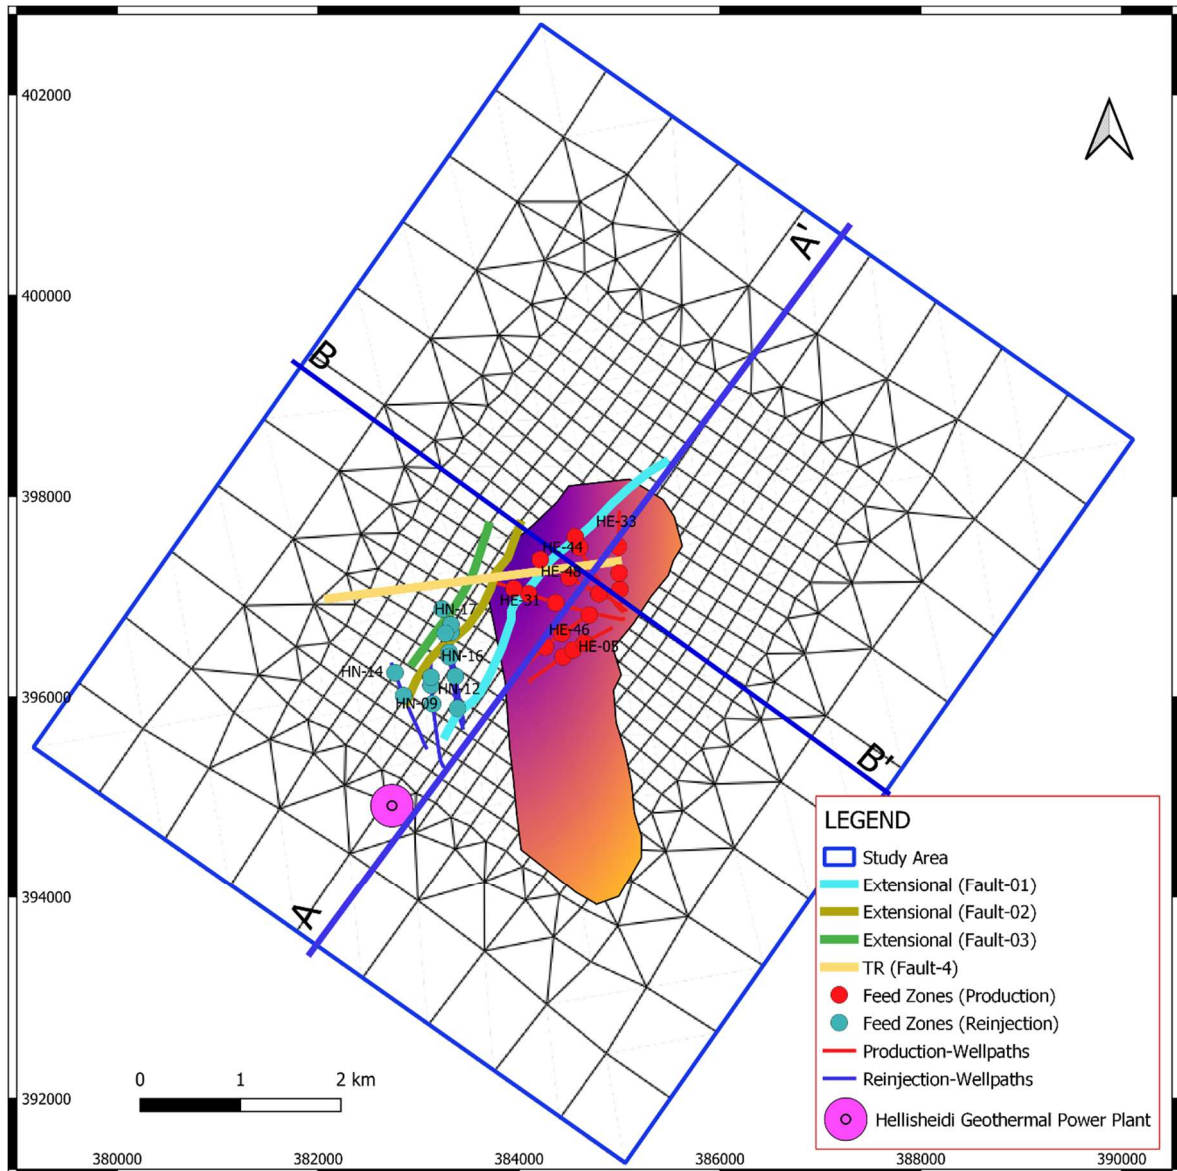 402000
A'
400000
B
398000
HE-33
HE-44
HE-48
HE-31
HN-17
HE-46
HE-05
HN-16
HN-14
HN-12
396000
HN-09
B'
LEGEND
Study Area
Extensional (Fault-01)
Extensional (Fault-02)
394000
A
Extensional (Fault-03)
TR (Fault-4)
Feed Zones (Production)
Feed Zones (Reinjection)
Production-Wellpaths
0 1 2 km
Reinjection-Wellpaths
392000
Hellisheidi Geothermal Power Plant
380000 382000 384000 386000 388000 390000